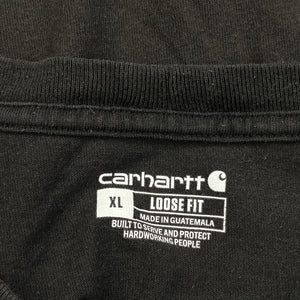 carhartt
XL LOOSE FIT
MADE IN GUATEMALA
BUILT TO SERVE AND PROTECT
HARDWORKING PEOPLE